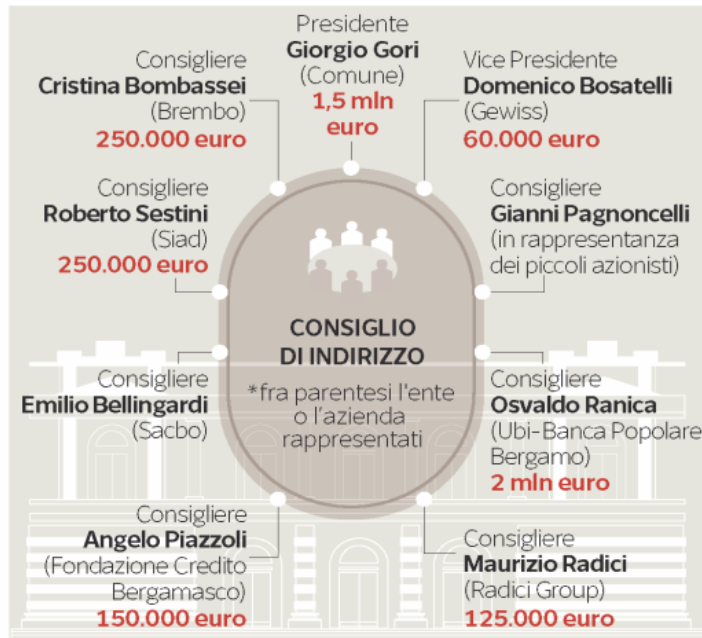 Presidente
Giorgio Gori
(Comune)
1,5 mln
euro
Consigliere
Cristina Bombassei
(Brembo)
250.000 euro
Vice Presidente
Domenico Bosatelli
(Gewiss)
60.000 euro
Consigliere
Roberto Sestini
(Siad)
250.000 euro
Consigliere
Gianni Pagnoncelli
(in rappresentanza
dei piccoli azionisti)
CONSIGLIO
DI INDIRIZZO
*fra parentesi l'ente
o l'azienda
rappresentati
Consigliere
Emilio Bellingardi
(Sacbo)
Consigliere
Osvaldo Ranica
(Ubi-Banca Popolare
Bergamo)
2 mln euro
Consigliere
Angelo Piazzoli
(Fondazione Credito
Bergamasco)
150.000 euro
Consigliere
Maurizio Radici
(Radici Group)
125.000 euro